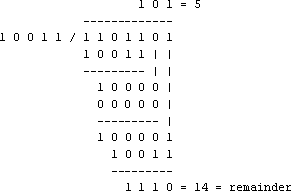 1 0 1 = 5
-------------
1 0 0 1 1 / 1 1 0 1 1 0 1
1 0 0 1 1 | |
--------- | |
1 0 0 0 0 |
0 0 0 0 0 |
--------- |
1 0 0 0 0 1
1 0 0 1 1
---------
1 1 1 0 = 14 = remainder